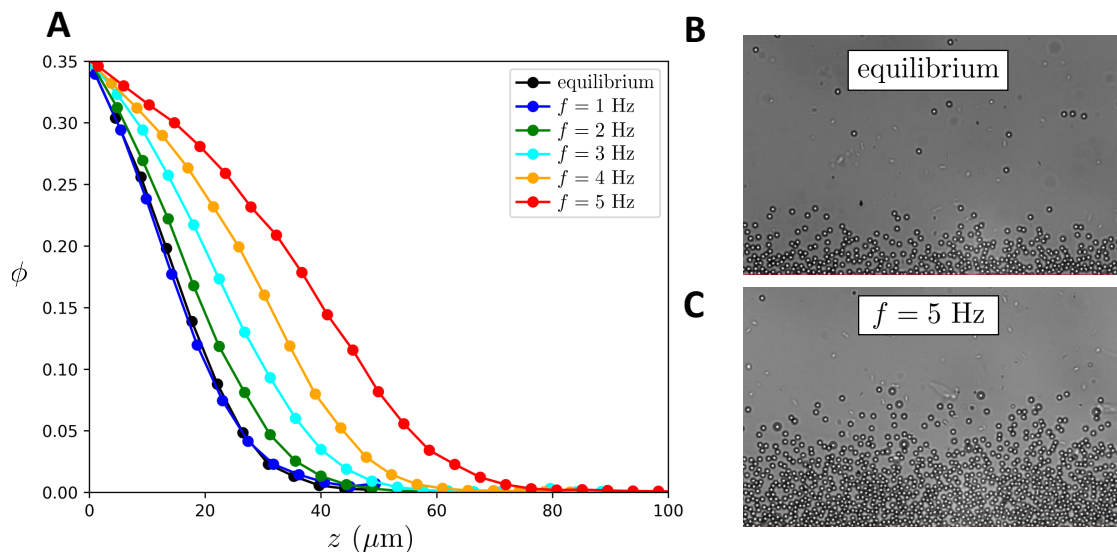 A
0.35
0.30
0.25
0.20
0.15
0.10
0.05
0.00
ϕ
0
20
40
60
80
100
z (μm)
equilibrium
f = 1 Hz
f = 2 Hz
f = 3 Hz
f = 4 Hz
f = 5 Hz
B
equilibrium
C
f = 5 Hz